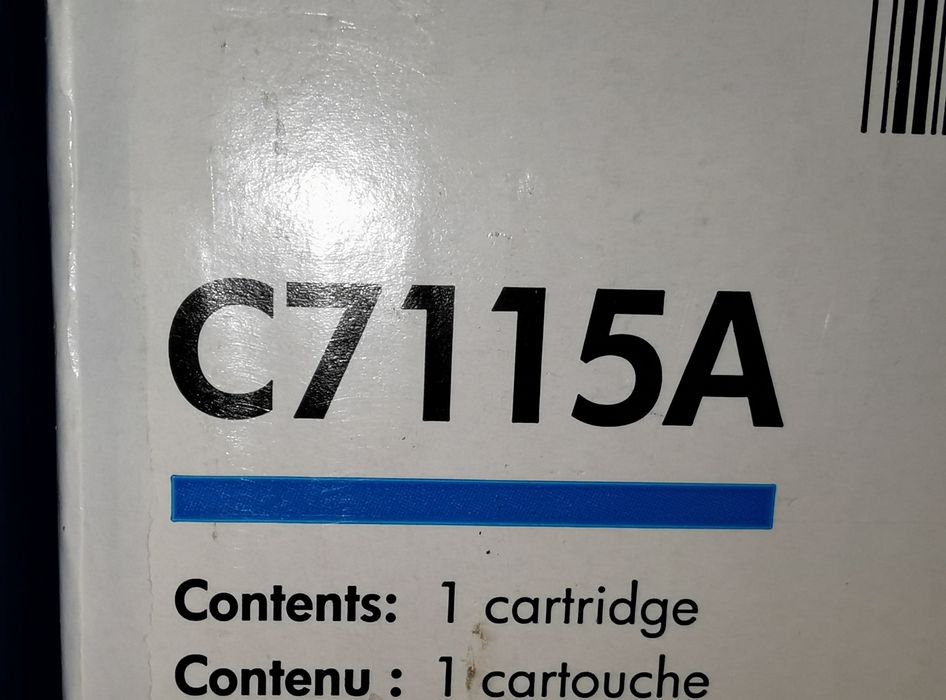 C7115A
Contents: 1 cartridge
Contenu : 1 cartouche